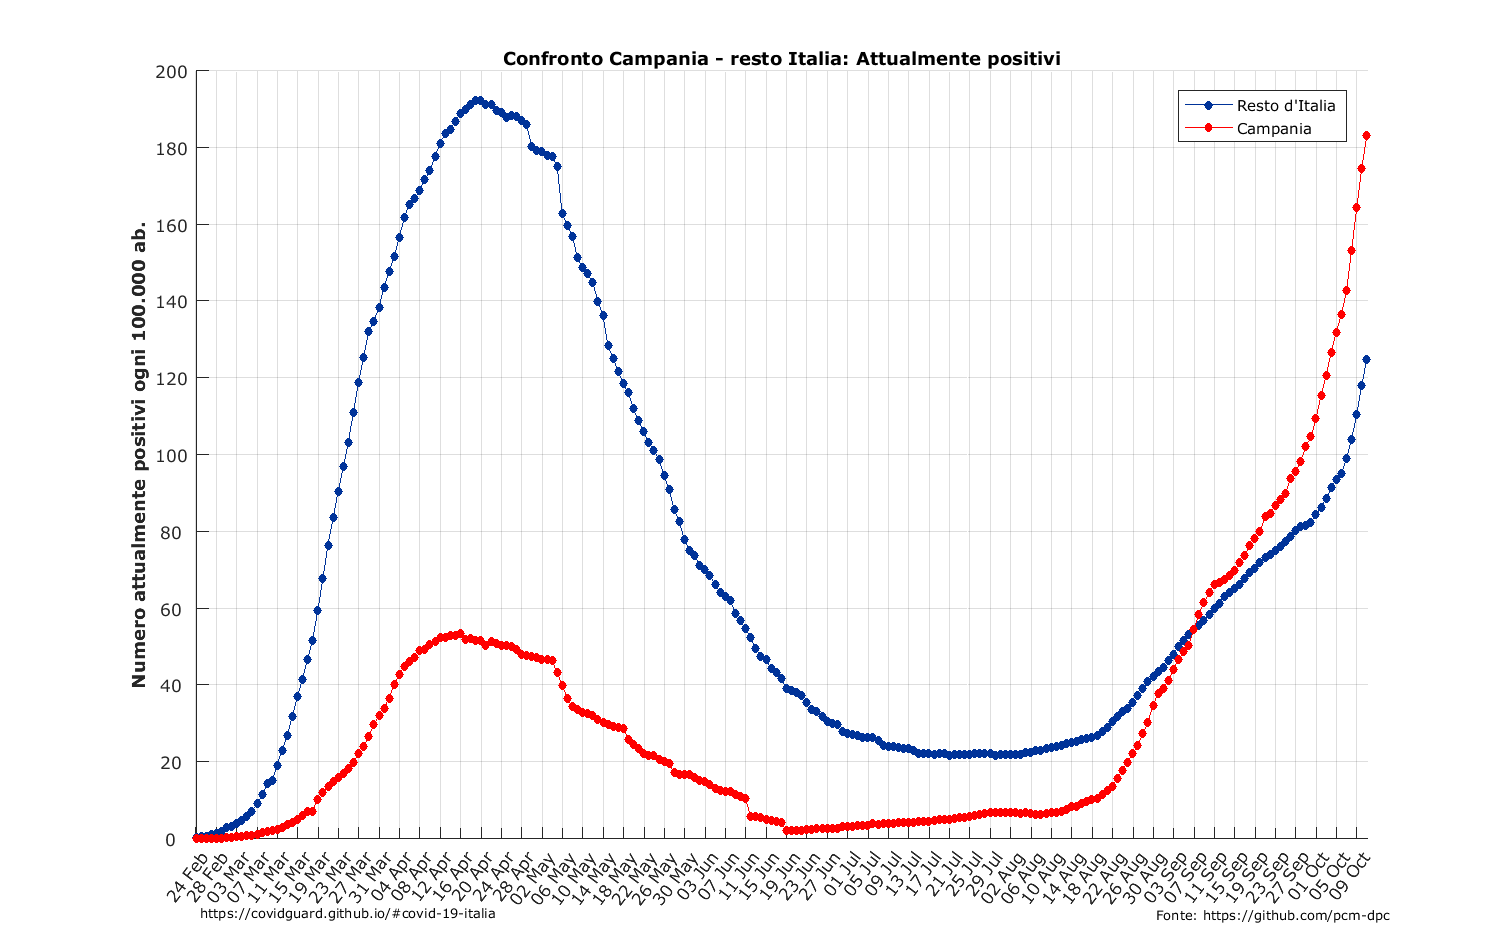 Confronto Campania - resto Italia: Attualmente positivi
Numero attualmente positivi ogni 100.000 ab.
200
180
160
140
120
100
80
60
40
20
0
Resto d'Italia
Campania
24 Feb
28 Feb
03 Mar
07 Mar
11 Mar
15 Mar
19 Mar
23 Mar
27 Mar
31 Mar
04 Apr
08 Apr
12 Apr
16 Apr
20 Apr
24 Apr
28 Apr
02 May
06 May
10 May
14 May
18 May
22 May
26 May
30 May
03 Jun
07 Jun
11 Jun
15 Jun
19 Jun
23 Jun
27 Jun
01 Jul
05 Jul
09 Jul
13 Jul
17 Jul
21 Jul
25 Jul
29 Jul
02 Aug
06 Aug
10 Aug
14 Aug
18 Aug
22 Aug
26 Aug
30 Aug
03 Sep
07 Sep
11 Sep
15 Sep
19 Sep
23 Sep
27 Sep
01 Oct
05 Oct
09 Oct
https://covidguard.github.io/#covid-19-italia
Fonte: https://github.com/pcm-dpc